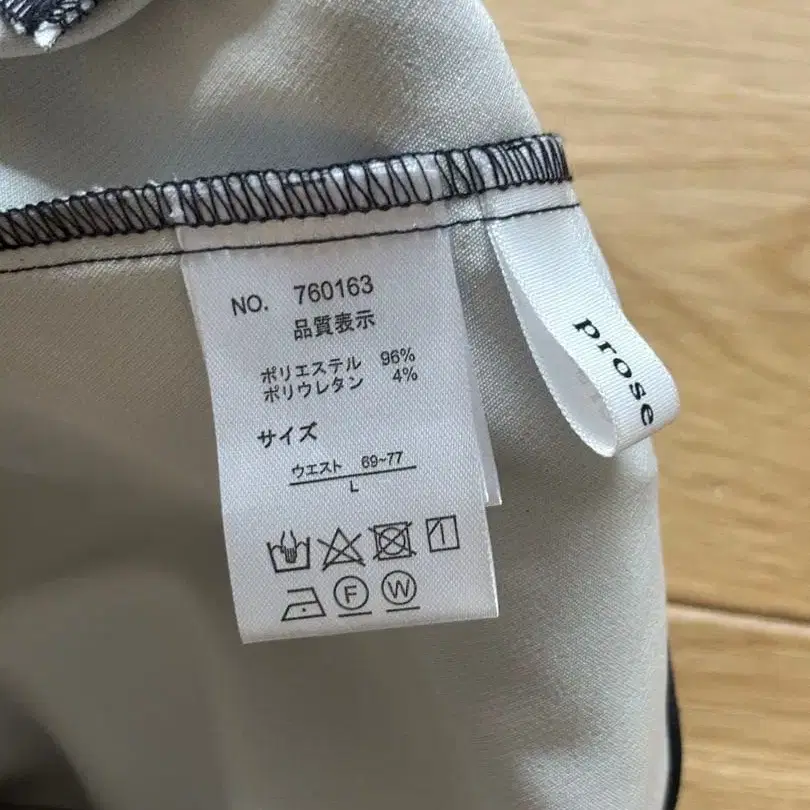 NO. 760163
品質表示
ポリエステル 96%
ポリウレタン 4%
サイズ
ウエスト 69~77
L
F W
prose